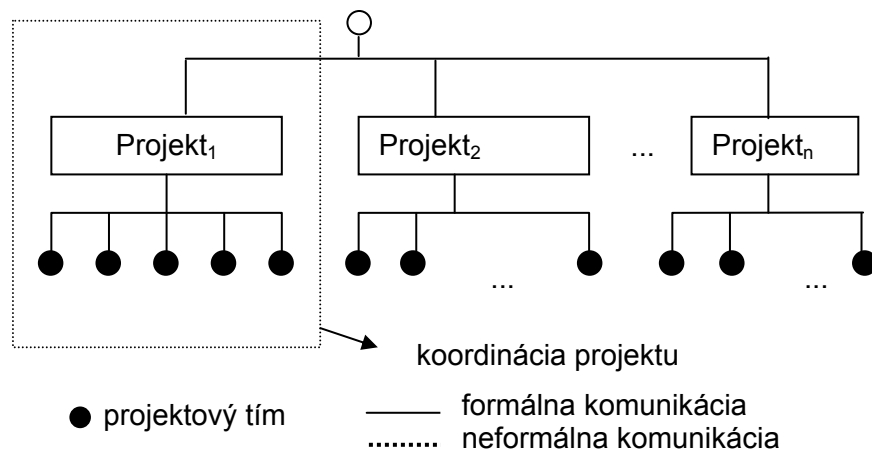 Projekt₁ Projekt₂ ... Projektₙ
... ...
koordinácia projektu
projektový tím
formálna komunikácia
neformálna komunikácia